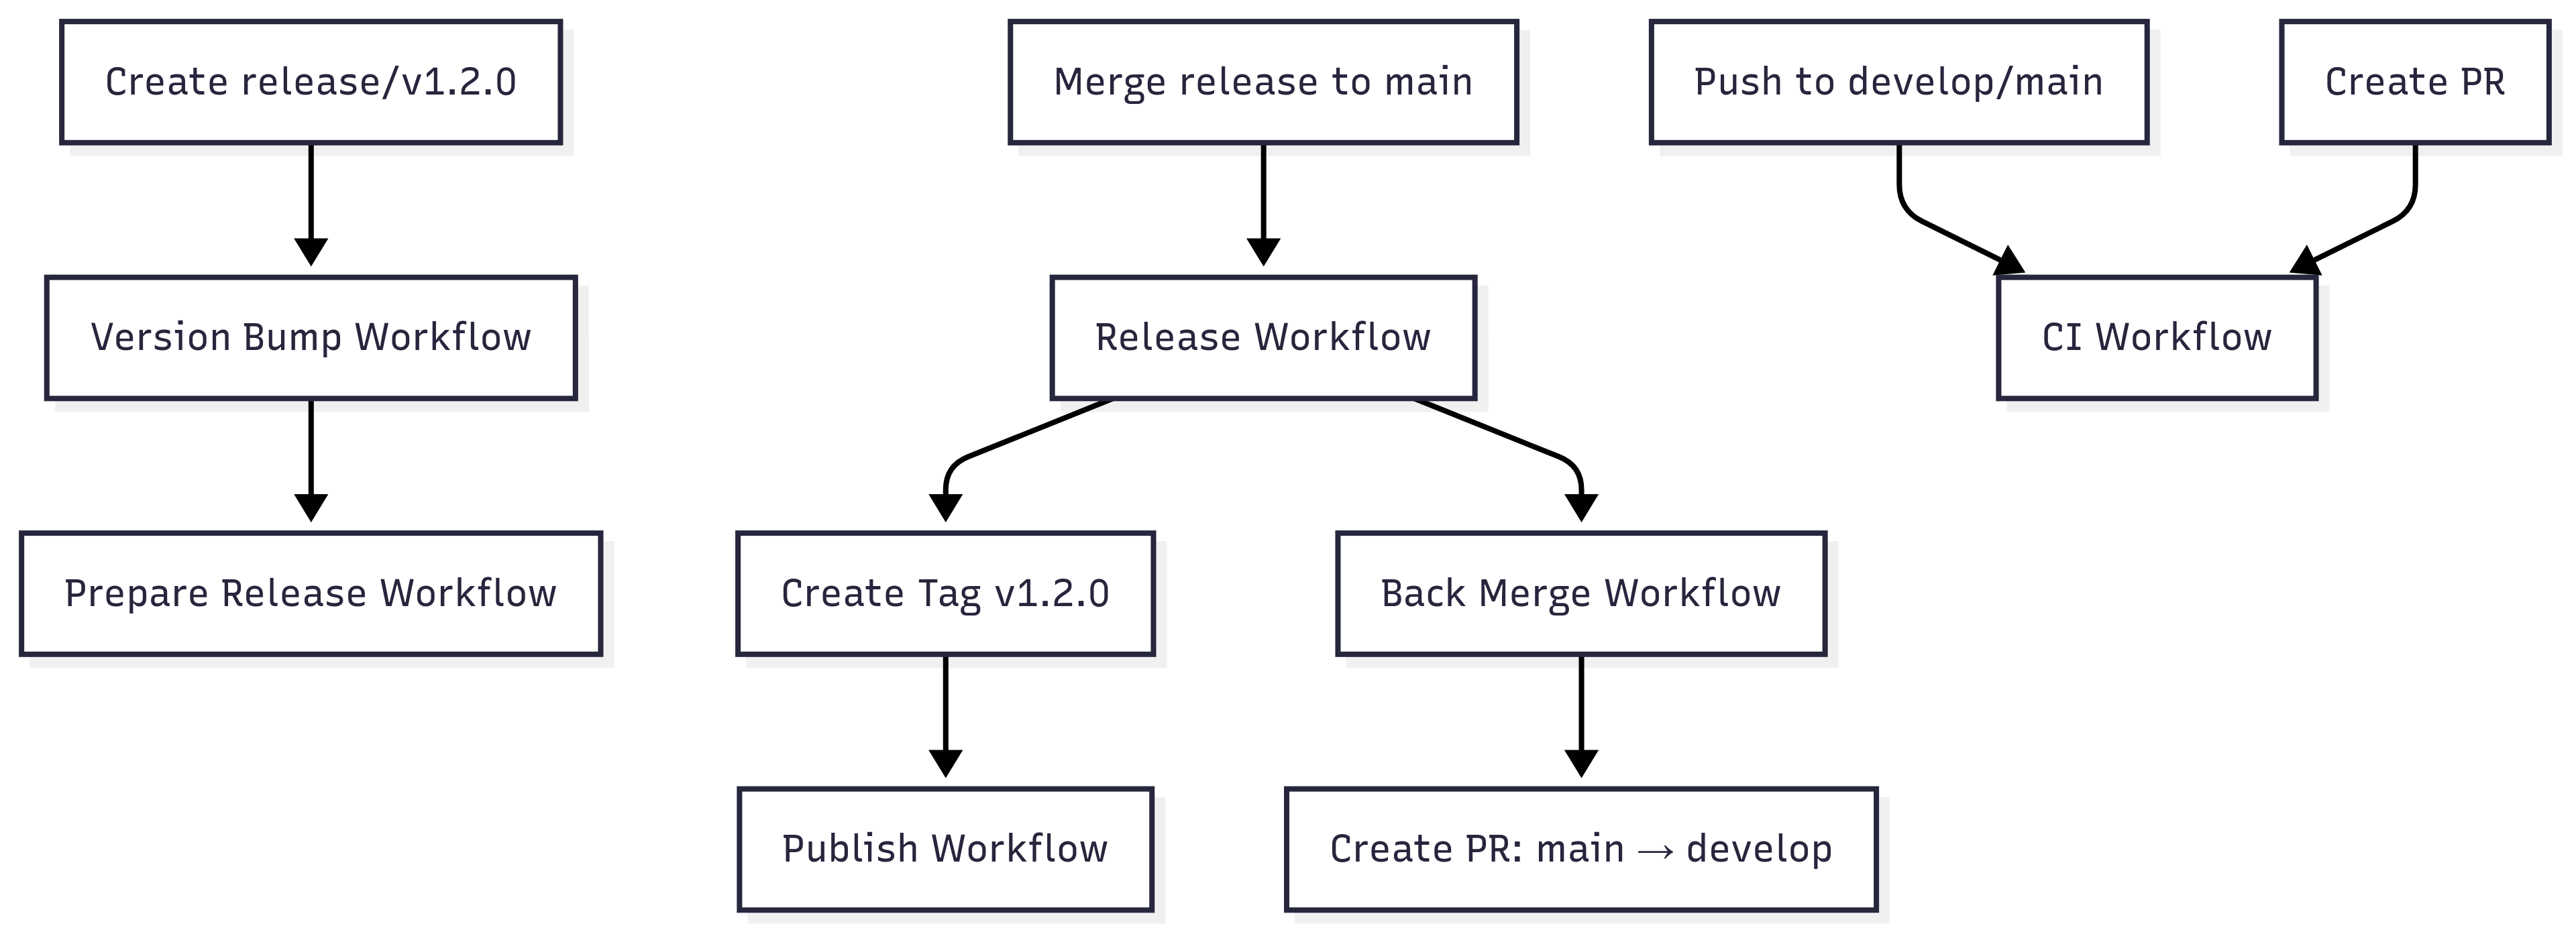 Create release/v1.2.0
Merge release to main
Push to develop/main
Create PR
Version Bump Workflow
Release Workflow
CI Workflow
Prepare Release Workflow
Create Tag v1.2.0
Back Merge Workflow
Publish Workflow
Create PR: main → develop